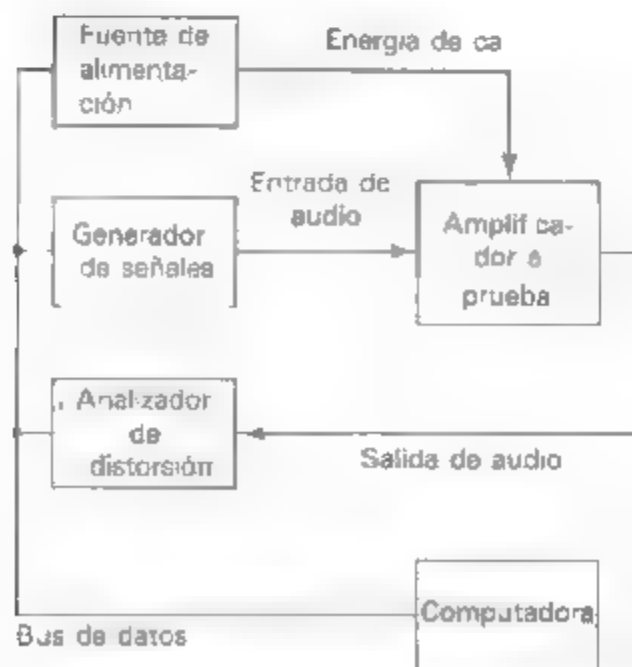 Fuente de
alimenta-
ción
Energia de ca
Generador
de señales
Entrada de
audio
Amplifica-
dor a
prueba
Analizador
de
distorsión
Salida de audio
Computadora
Bus de datos